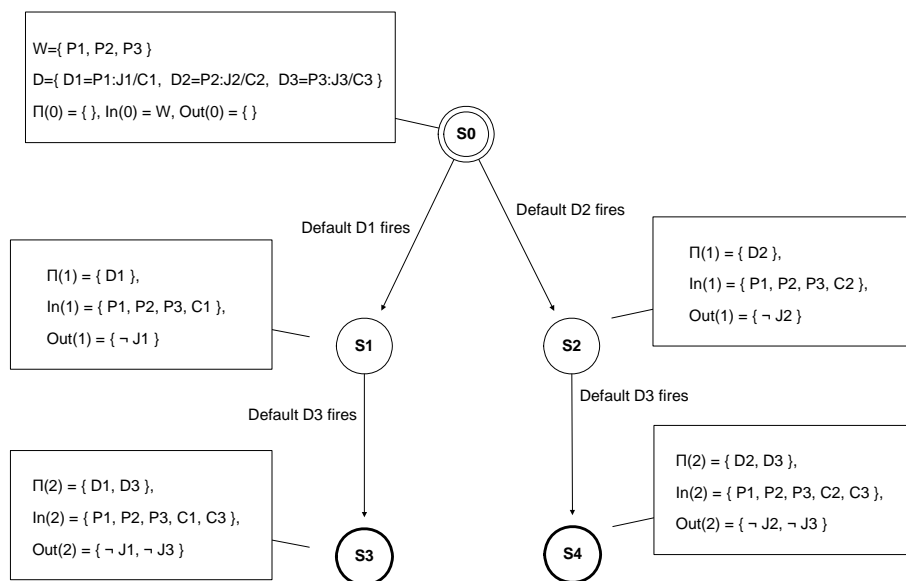 W={ P1, P2, P3 }
D={ D1=P1:J1/C1, D2=P2:J2/C2, D3=P3:J3/C3 }
Π(0) = { }, In(0) = W, Out(0) = { }
S0
Default D1 fires
Default D2 fires
Π(1) = { D1 },
In(1) = { P1, P2, P3, C1 },
Out(1) = { ¬ J1 }
S1
S2
Π(1) = { D2 },
In(1) = { P1, P2, P3, C2 },
Out(1) = { ¬ J2 }
Default D3 fires
Default D3 fires
Π(2) = { D1, D3 },
In(2) = { P1, P2, P3, C1, C3 },
Out(2) = { ¬ J1, ¬ J3 }
S3
S4
Π(2) = { D2, D3 },
In(2) = { P1, P2, P3, C2, C3 },
Out(2) = { ¬ J2, ¬ J3 }